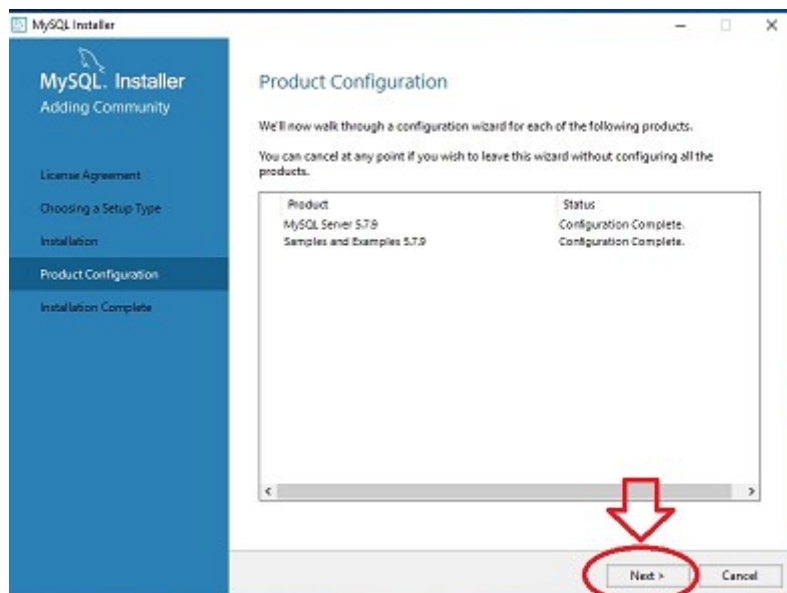 MySQL Installer
MySQL. Installer
Adding Community
License Agreement
Choosing a Setup Type
Installation
Product Configuration
Installation Complete
Product Configuration
We'll now walk through a configuration wizard for each of the following products.
You can cancel at any point if you wish to leave this wizard without configuring all the
products.
Product Status
MySQL Server 5.7.9 Configuration Complete.
Samples and Examples 5.7.9 Configuration Complete.
Next > Cancel